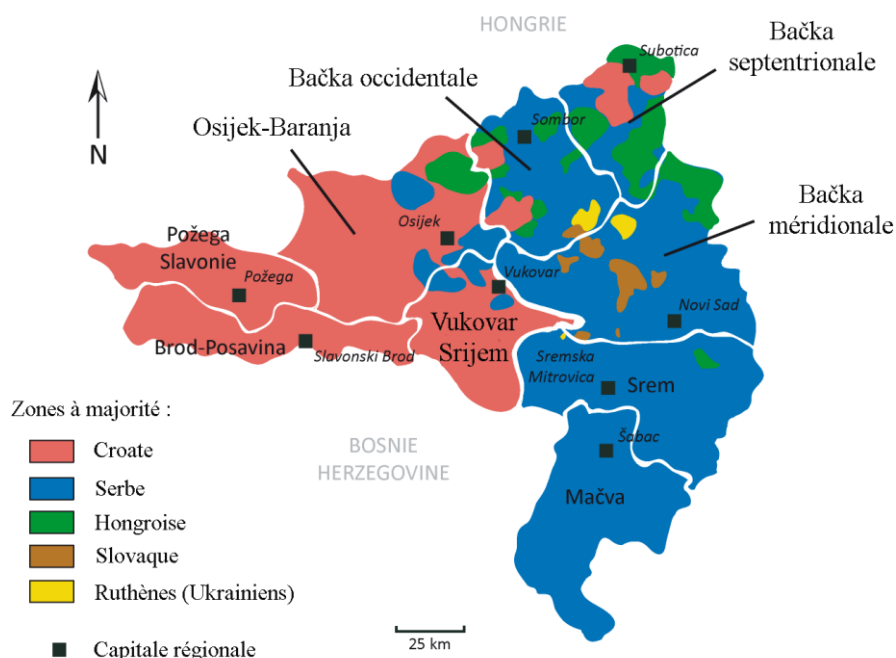 HONGRIE
Subotica
Bačka
septentrionale
Bačka occidentale
Sombor
Osijek-Baranja
N
Bačka
méridionale
Osijek
Požega
Slavonie
Požega
Vukovar
Novi Sad
Vukovar
Srijem
Brod-Posavina
Slavonski Brod
Sremska
Mitrovica
Srem
Zones à majorité :
Croate
Serbe
Hongroise
Slovaque
Ruthènes (Ukrainiens)
Capitale régionale
BOSNIE
HERZEGOVINE
Šabac
Mačva
25 km